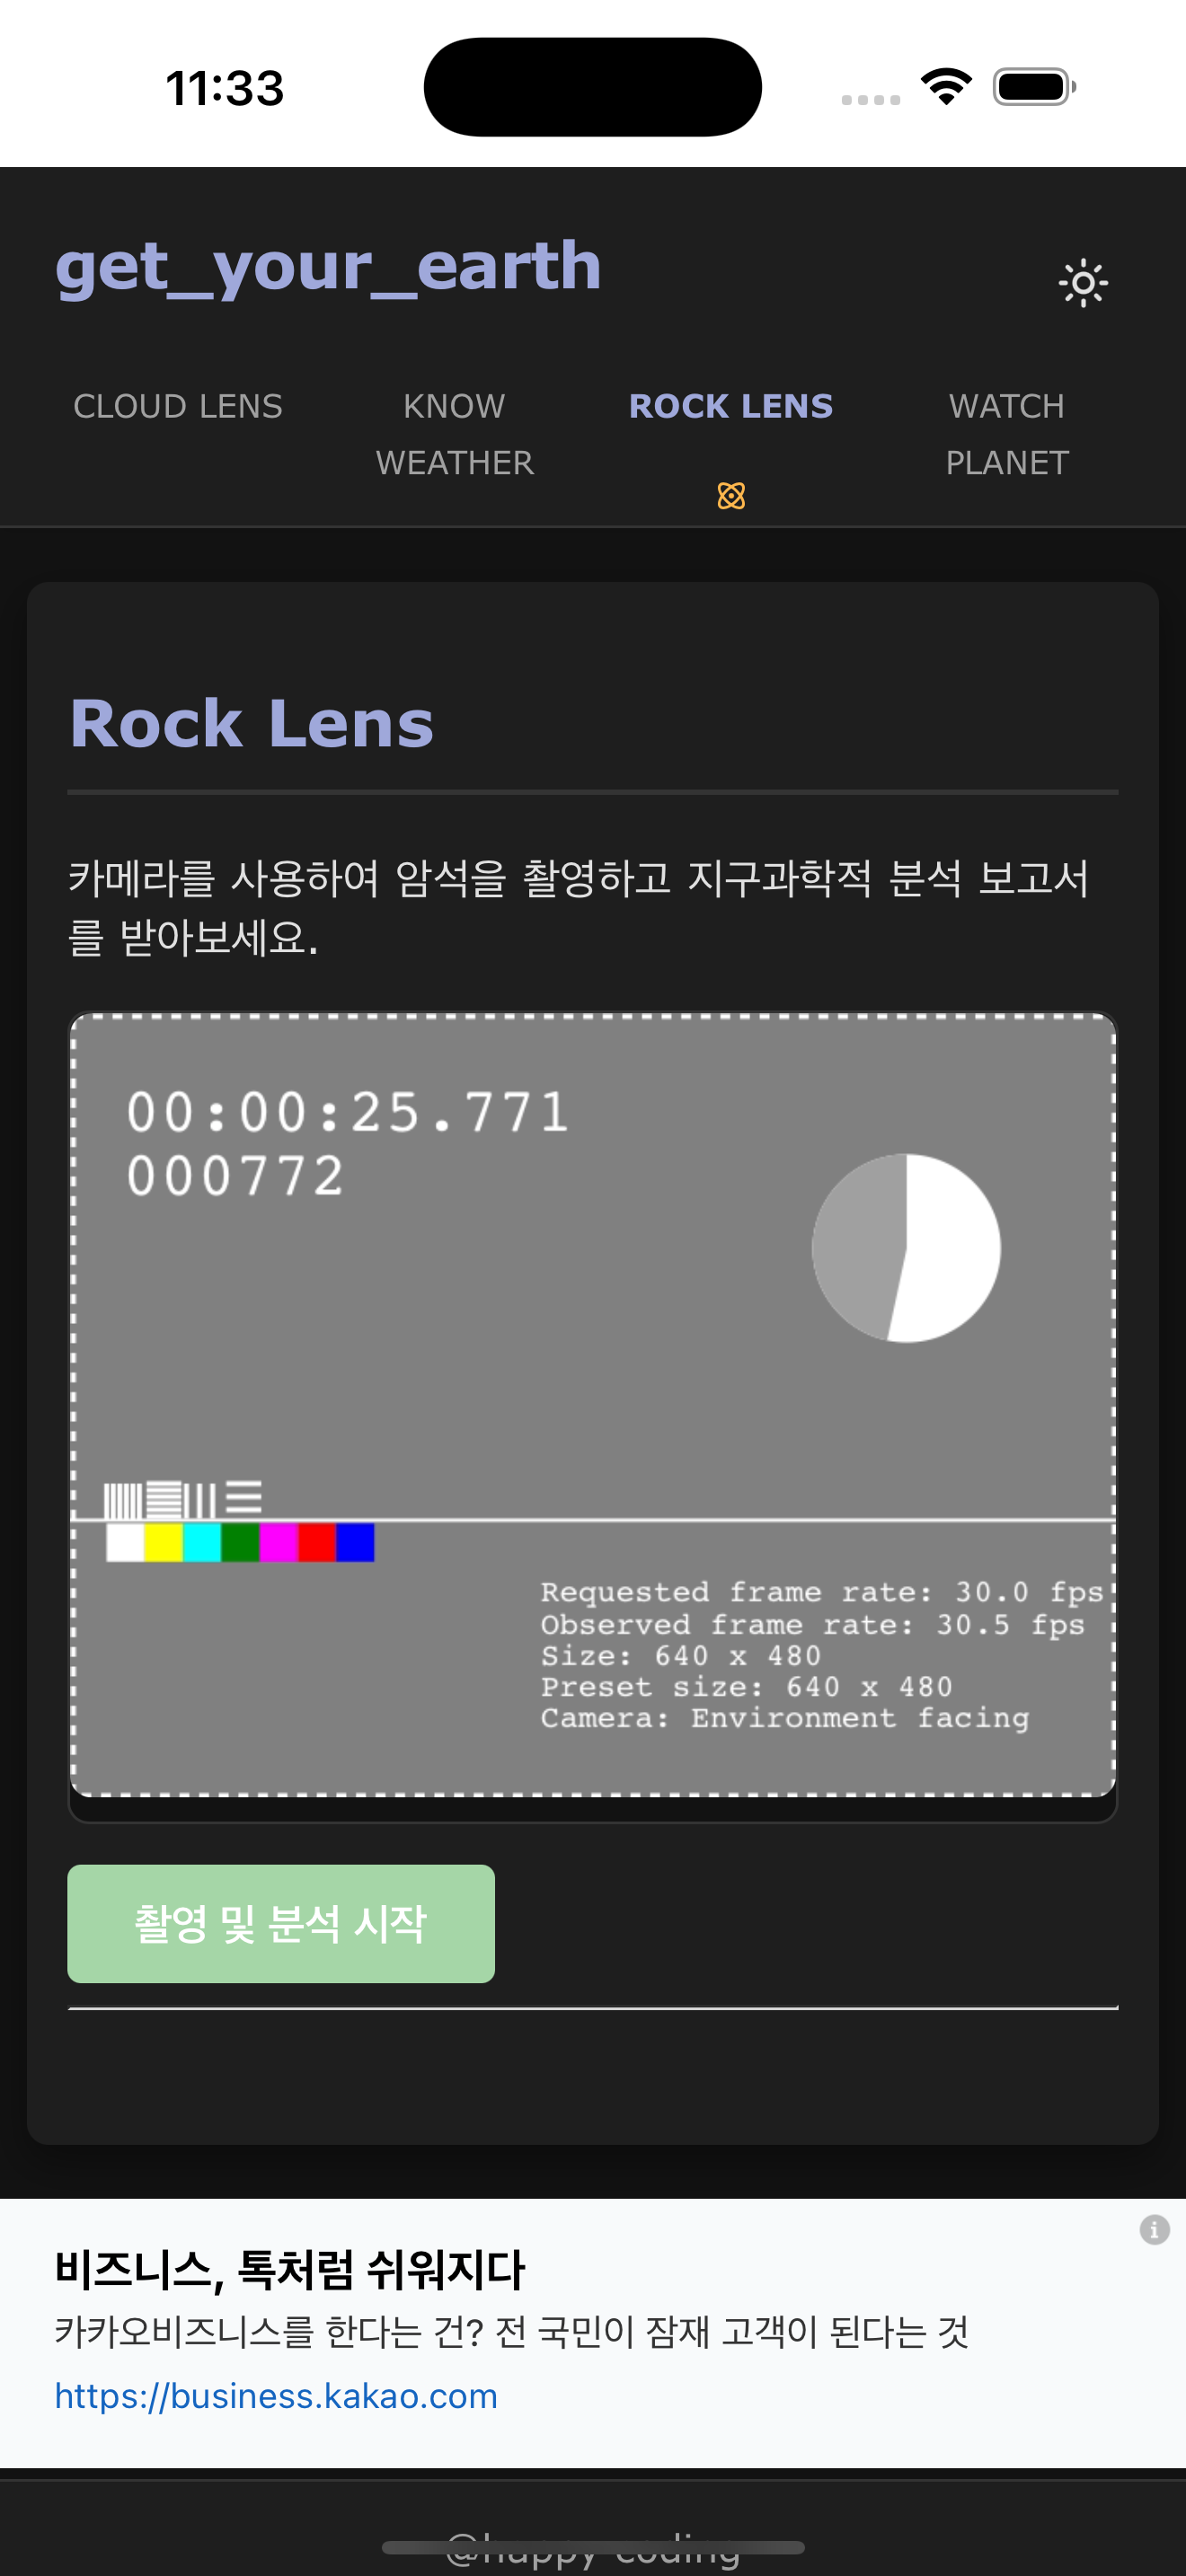 11:33
get_your_earth
CLOUD LENS
KNOW WEATHER
ROCK LENS
WATCH PLANET
Rock Lens
카메라를 사용하여 암석을 촬영하고 지구과학적 분석 보고서
를 받아보세요.
00:00:25.771
000772
Requested frame rate: 30.0 fps
Observed frame rate: 30.5 fps
Size: 640 x 480
Preset size: 640 x 480
Camera: Environment facing
촬영 및 분석 시작
비즈니스, 톡처럼 쉬워지다
카카오비즈니스를 한다는 건? 전 국민이 잠재 고객이 된다는 것
https://business.kakao.com
@happy coding